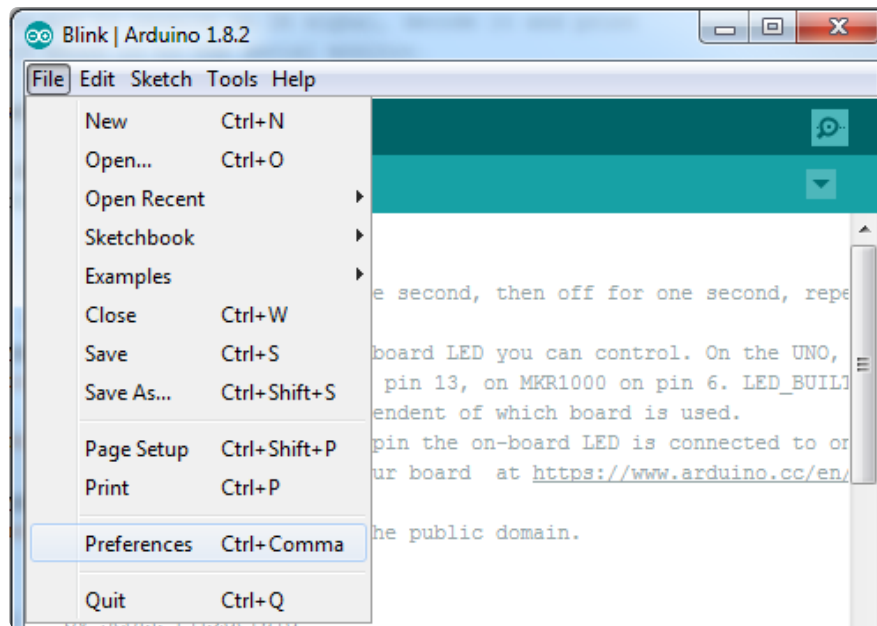 Blink | Arduino 1.8.2
File Edit Sketch Tools Help
New Ctrl+N
Open... Ctrl+O
Open Recent
Sketchbook
Examples
Close Ctrl+W
Save Ctrl+S
Save As... Ctrl+Shift+S
Page Setup Ctrl+Shift+P
Print Ctrl+P
Preferences Ctrl+Comma
Quit Ctrl+Q
e second, then off for one second, repe
board LED you can control. On the UNO,
pin 13, on MKR1000 on pin 6. LED_BUILT
endent of which board is used.
pin the on-board LED is connected to on
ur board at https://www.arduino.cc/en/
he public domain.